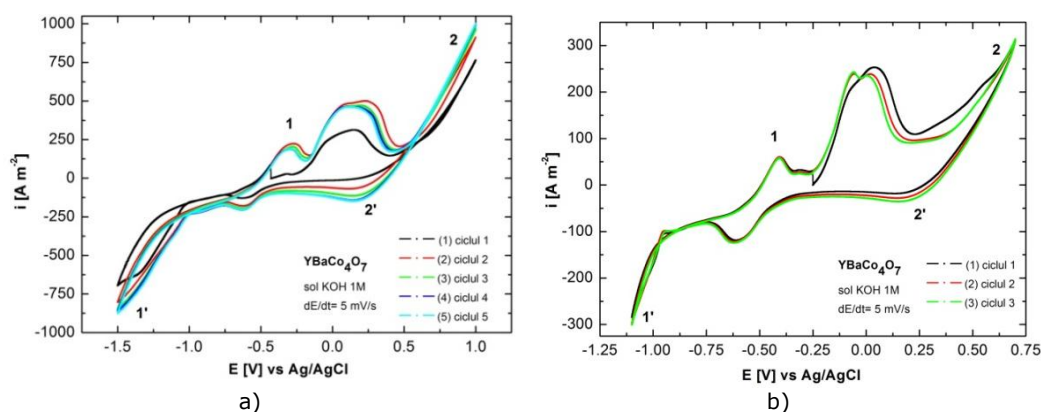 a)
1000
750
500
250
0
-250
-500
-750
-1000
i [A m⁻²]
1
2
2'
1'
YBaCo₄O₇
sol KOH 1M
dE/dt= 5 mV/s
(1) ciclul 1
(2) ciclul 2
(3) ciclul 3
(4) ciclul 4
(5) ciclul 5
-1.5 -1.0 -0.5 0.0 0.5 1.0
E [V] vs Ag/AgCl
a)
b)
300
200
100
0
-100
-200
-300
i [A m⁻²]
1
2
2'
1'
YBaCo₄O₇
sol KOH 1M
dE/dt= 5 mV/s
(1) ciclul 1
(2) ciclul 2
(3) ciclul 3
-1.25 -1.00 -0.75 -0.50 -0.25 0.00 0.25 0.50 0.75
E [V] vs Ag/AgCl
b)